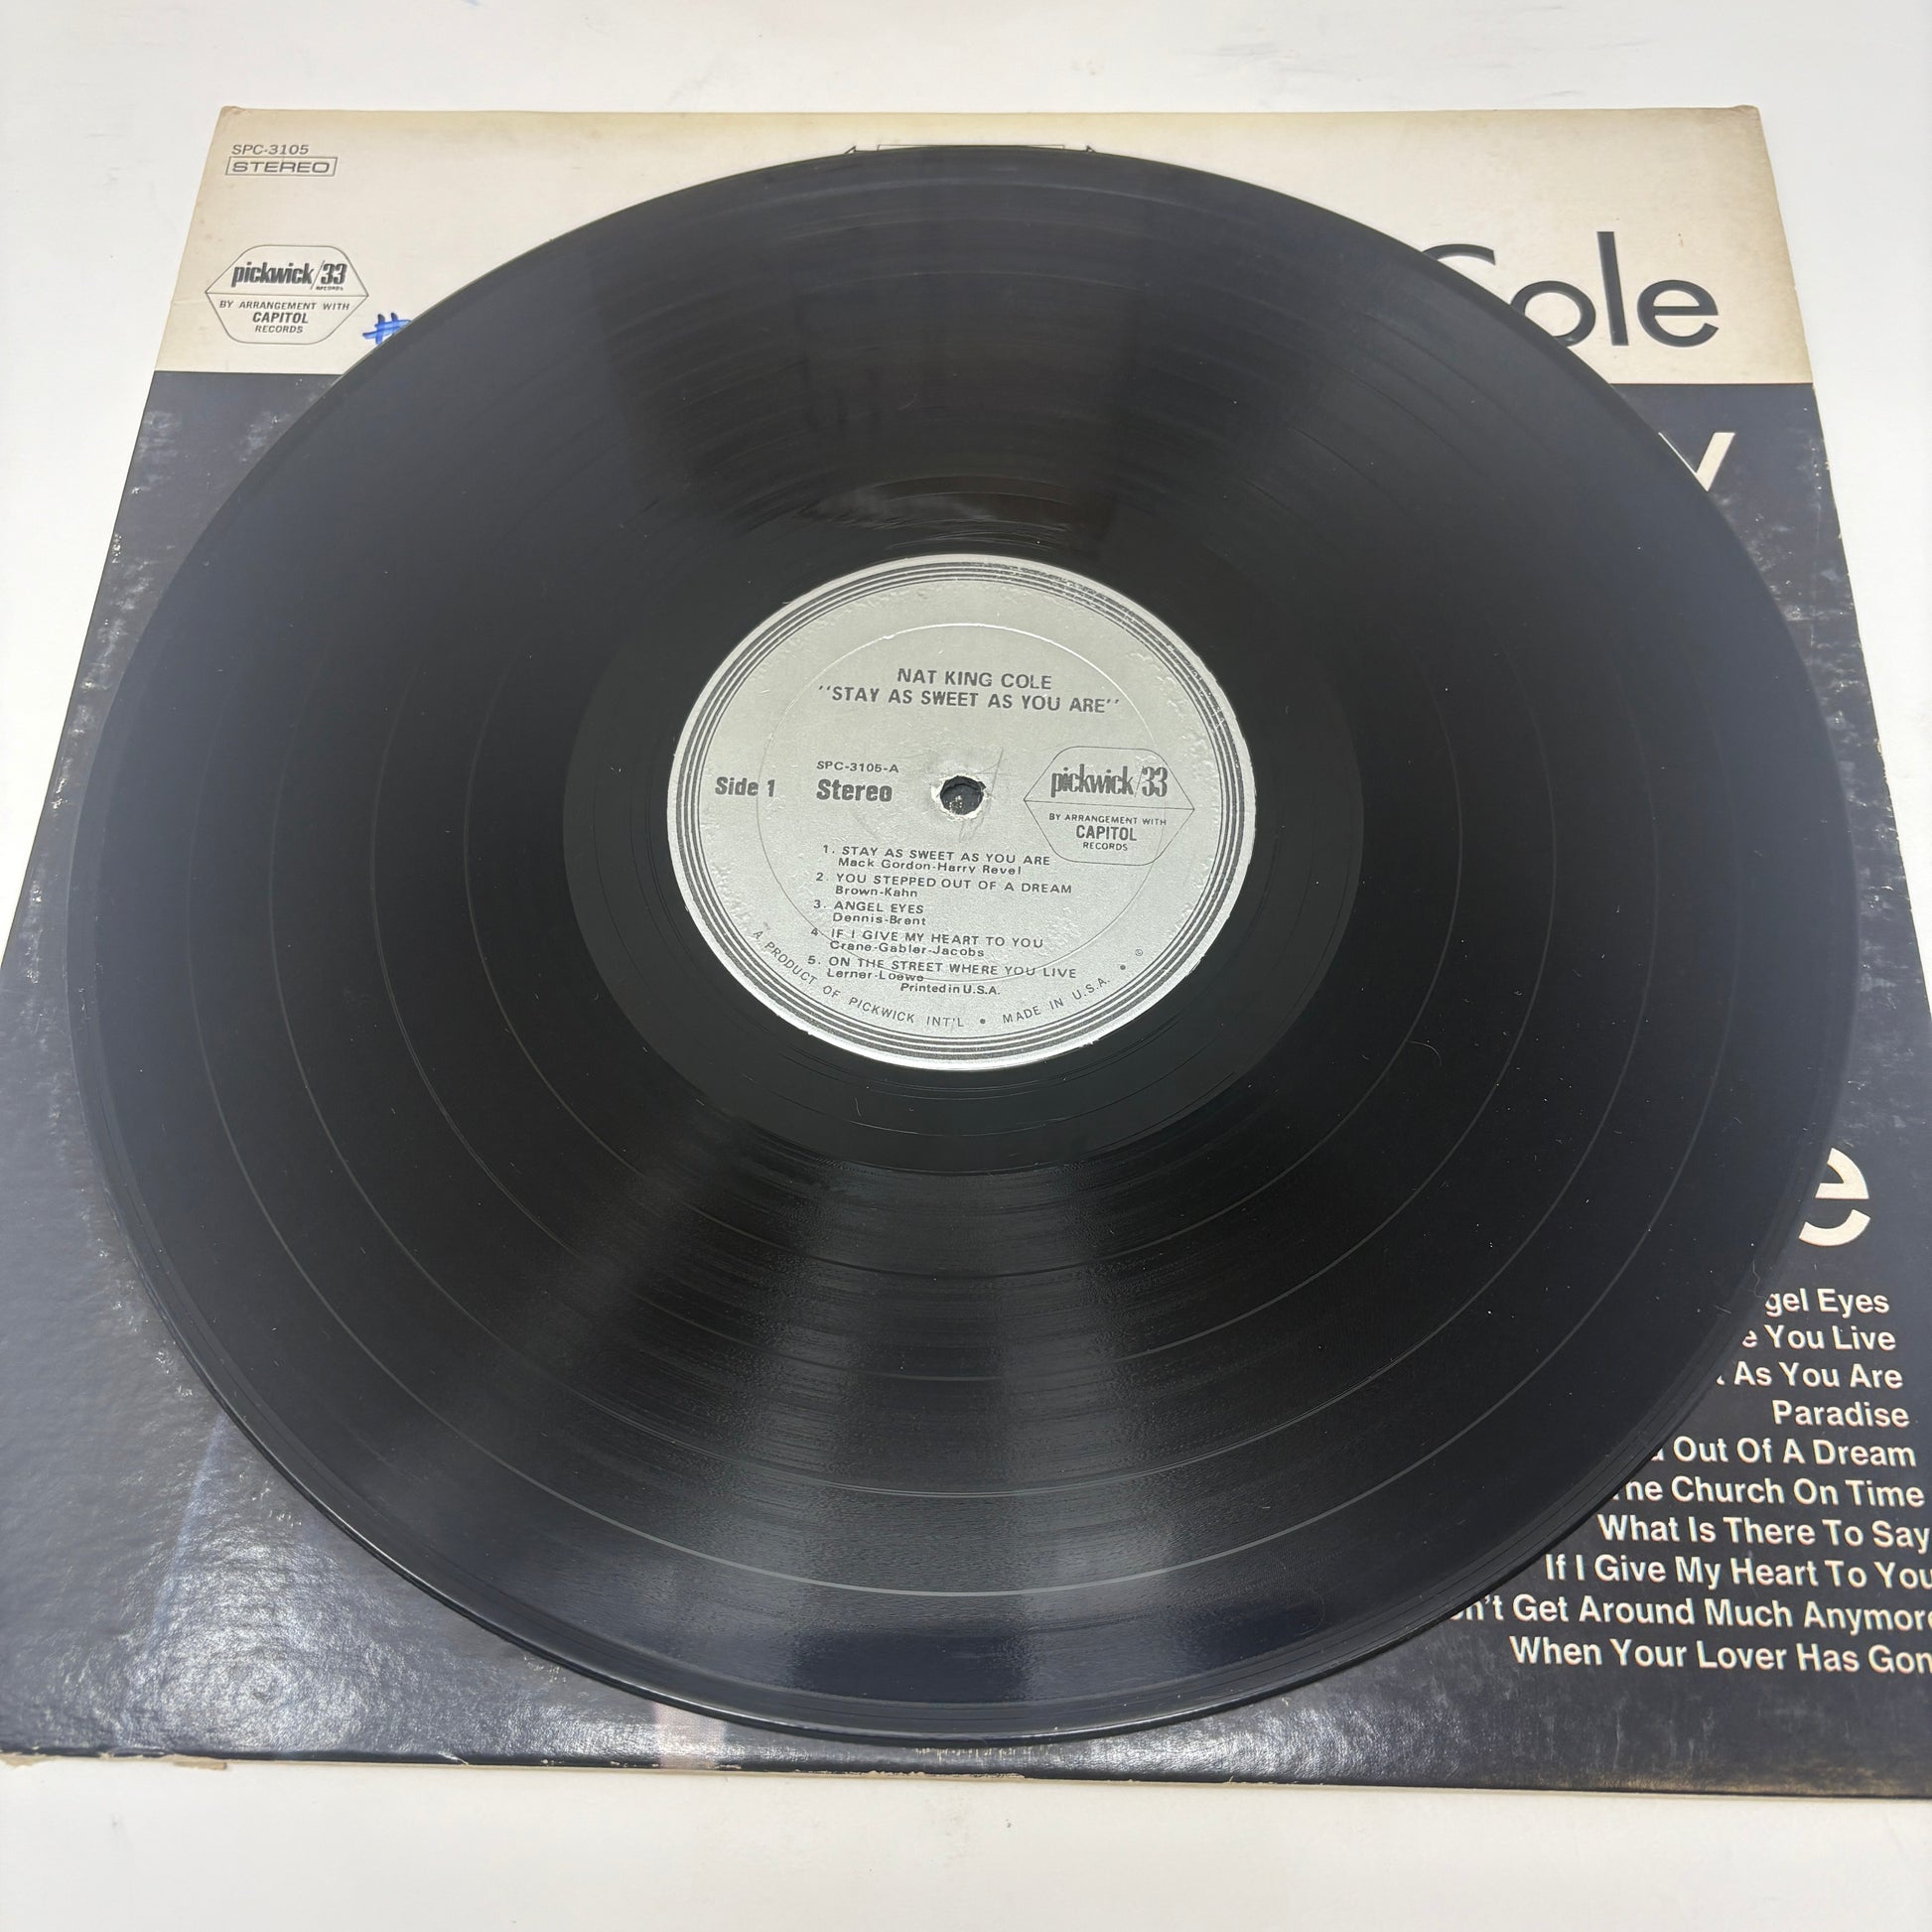 SPC-3105
STEREO
pickwick/33
RECORDS
BY ARRANGEMENT WITH
CAPITOL
RECORDS
#
Cole
y
NAT KING COLE
"STAY AS SWEET AS YOU ARE"
SPC-3105-A
Side 1 Stereo
pickwick/33
BY ARRANGEMENT WITH
CAPITOL
RECORDS
1. STAY AS SWEET AS YOU ARE
Mack Gordon-Harry Revel
2. YOU STEPPED OUT OF A DREAM
Brown-Kahn
3. ANGEL EYES
Dennis-Brent
4. IF I GIVE MY HEART TO YOU
Crane-Gabler-Jacobs
5. ON THE STREET WHERE YOU LIVE
Lerner-Loewe
Printed in U.S.A.
A PRODUCT OF PICKWICK INT'L • MADE IN U.S.A. •
e
gel Eyes
e You Live
As You Are
Paradise
d Out Of A Dream
he Church On Time
What Is There To Say
If I Give My Heart To You
n't Get Around Much Anymore
When Your Lover Has Gon